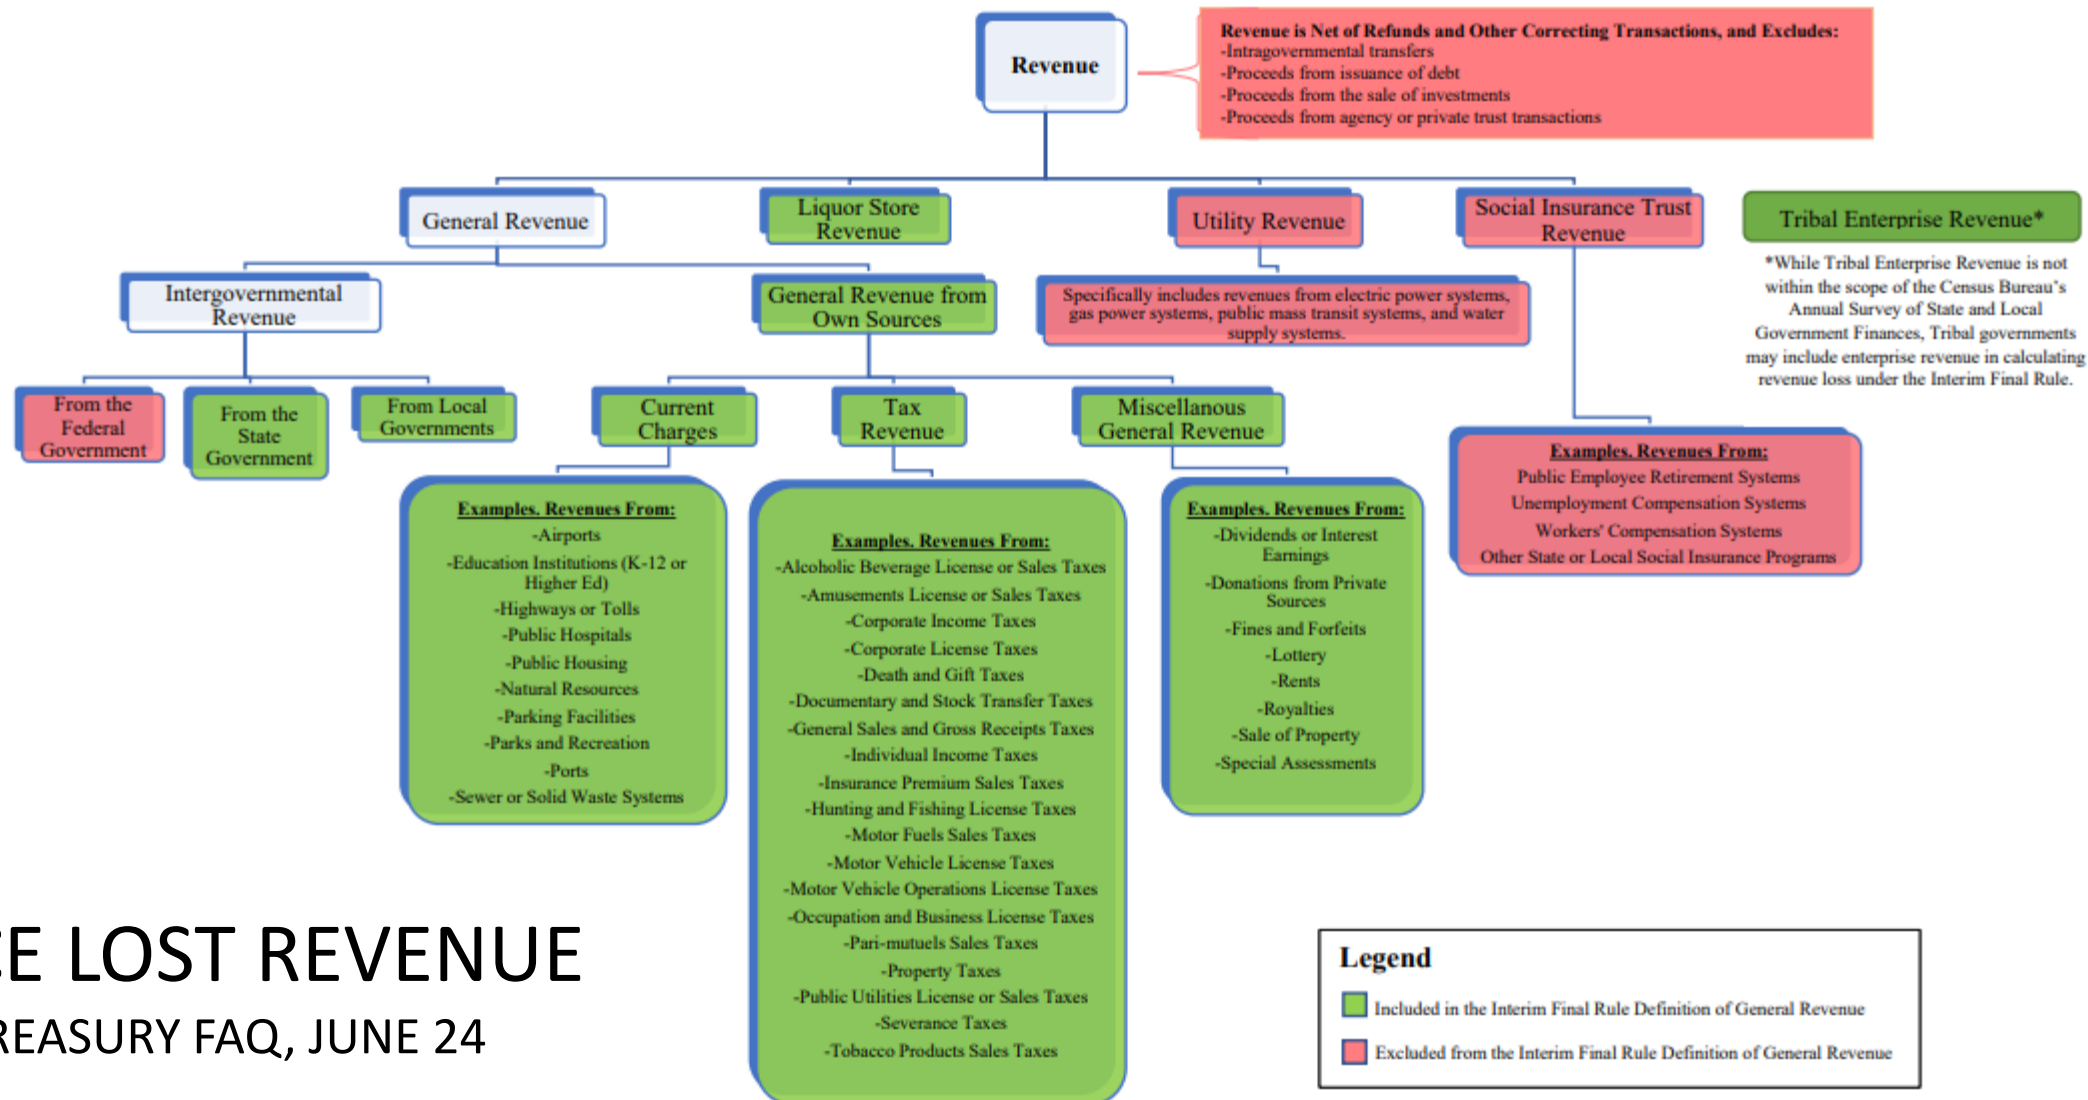 Revenue
Revenue is Net of Refunds and Other Correcting Transactions, and Excludes:
-Intragovernmental transfers
-Proceeds from issuance of debt
-Proceeds from the sale of investments
-Proceeds from agency or private trust transactions
General Revenue
Liquor Store
Revenue
Utility Revenue
Social Insurance Trust
Revenue
Tribal Enterprise Revenue*
*While Tribal Enterprise Revenue is not
within the scope of the Census Bureau's
Annual Survey of State and Local
Government Finances, Tribal governments
may include enterprise revenue in calculating
revenue loss under the Interim Final Rule.
Intergovernmental
Revenue
General Revenue from
Own Sources
Specifically includes revenues from electric power systems,
gas power systems, public mass transit systems, and water
supply systems.
From the
Federal
Government
From the
State
Government
From Local
Governments
Current
Charges
Tax
Revenue
Miscellanous
General Revenue
Examples. Revenues From:
-Airports
-Education Institutions (K-12 or
Higher Ed)
-Highways or Tolls
-Public Hospitals
-Public Housing
-Natural Resources
-Parking Facilities
-Parks and Recreation
-Ports
-Sewer or Solid Waste Systems
Examples. Revenues From:
-Alcoholic Beverage License or Sales Taxes
-Amusements License or Sales Taxes
-Corporate Income Taxes
-Corporate License Taxes
-Death and Gift Taxes
-Documentary and Stock Transfer Taxes
-General Sales and Gross Receipts Taxes
-Individual Income Taxes
-Insurance Premium Sales Taxes
-Hunting and Fishing License Taxes
-Motor Fuels Sales Taxes
-Motor Vehicle License Taxes
-Motor Vehicle Operations License Taxes
-Occupation and Business License Taxes
-Pari-mutuels Sales Taxes
-Property Taxes
-Public Utilities License or Sales Taxes
-Severance Taxes
-Tobacco Products Sales Taxes
Examples. Revenues From:
-Dividends or Interest
Earnings
-Donations from Private
Sources
-Fines and Forfeits
-Lottery
-Rents
-Royalties
-Sale of Property
-Special Assessments
Examples. Revenues From:
Public Employee Retirement Systems
Unemployment Compensation Systems
Workers' Compensation Systems
Other State or Local Social Insurance Programs
LOST REVENUE
REASURY FAQ, JUNE 24
Legend
Included in the Interim Final Rule Definition of General Revenue
Excluded from the Interim Final Rule Definition of General Revenue